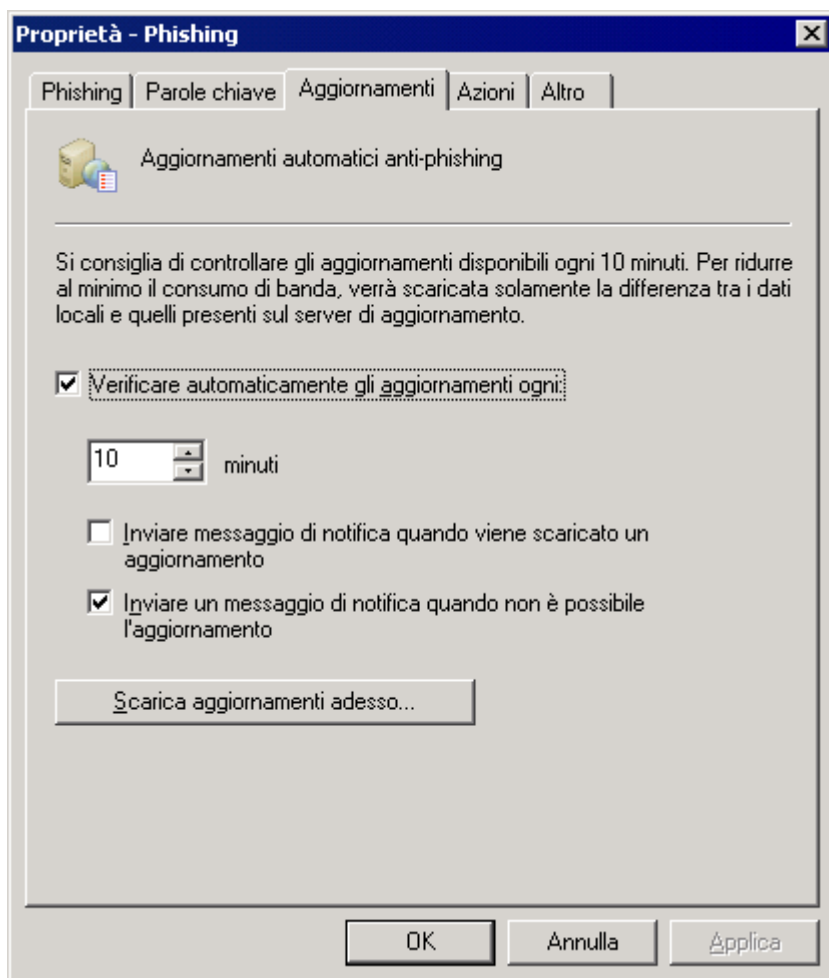 Proprietà - Phishing
Phishing Parole chiave Aggiornamenti Azioni Altro
Aggiornamenti automatici anti-phishing
Si consiglia di controllare gli aggiornamenti disponibili ogni 10 minuti. Per ridurre
al minimo il consumo di banda, verrà scaricata solamente la differenza tra i dati
locali e quelli presenti sul server di aggiornamento.
Verificare automaticamente gli aggiornamenti ogni:
10 minuti
Inviare messaggio di notifica quando viene scaricato un
aggiornamento
Inviare un messaggio di notifica quando non è possibile
l'aggiornamento
Scarica aggiornamenti adesso...
OK Annulla Applica